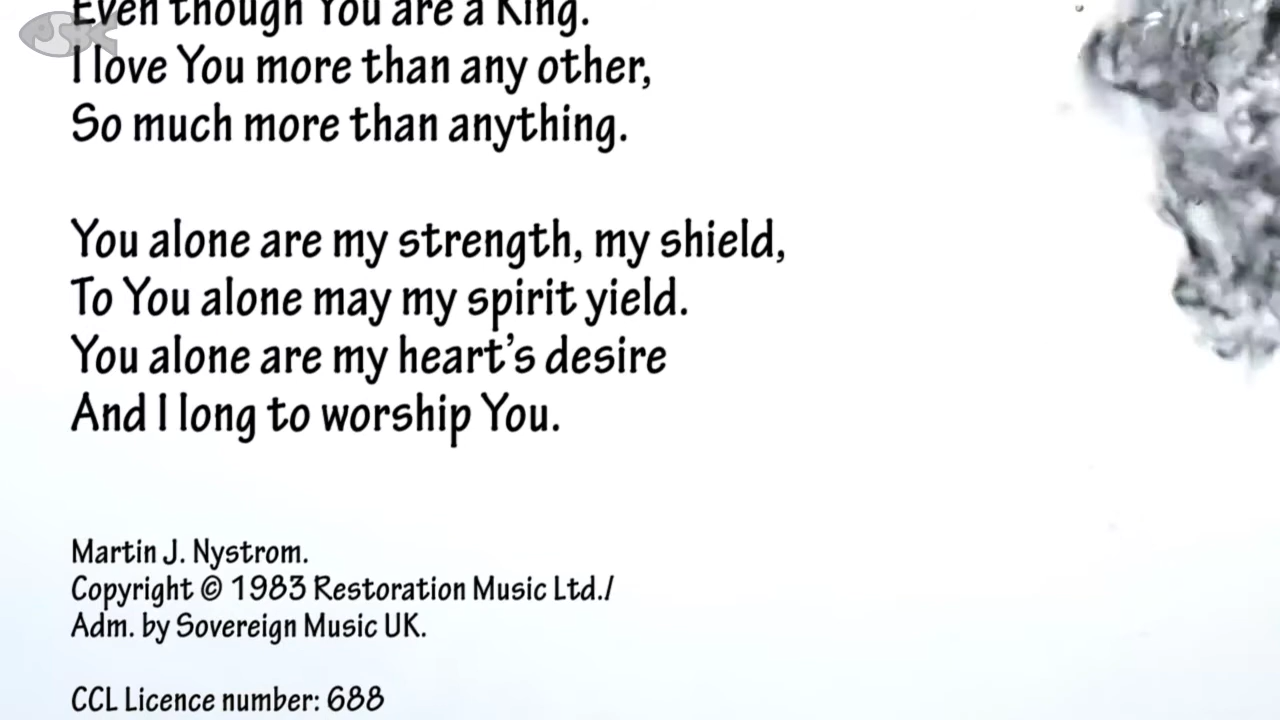 Even though You are a King.
I love You more than any other,
So much more than anything.
You alone are my strength, my shield,
To You alone may my spirit yield.
You alone are my heart’s desire
And I long to worship You.
Martin J. Nystrom.
Copyright © 1983 Restoration Music Ltd./
Adm. by Sovereign Music UK.
CCL Licence number: 688